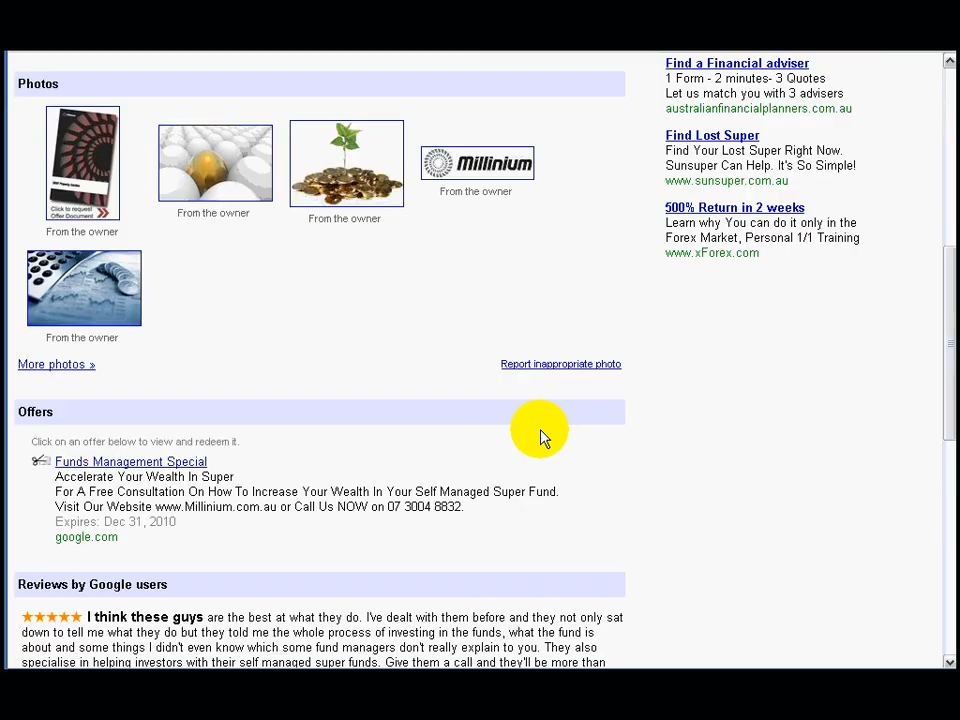 Photos
Click to request
Offer Document
From the owner
From the owner
From the owner
Millinium
From the owner
From the owner
More photos »
Report inappropriate photo
Offers
Click on an offer below to view and redeem it.
Funds Management Special
Accelerate Your Wealth In Super
For A Free Consultation On How To Increase Your Wealth In Your Self Managed Super Fund.
Visit Our Website www.Millinium.com.au or Call Us NOW on 07 3004 8832.
Expires: Dec 31, 2010
google.com
Reviews by Google users
I think these guys are the best at what they do. I've dealt with them before and they not only sat
down to tell me what they do but they told me the whole process of investing in the funds, what the fund is
about and some things I didn't even know which some fund managers don't really explain to you. They also
specialise in helping investors with their self managed super funds. Give them a call and they'll be more than
Find a Financial adviser
1 Form - 2 minutes- 3 Quotes
Let us match you with 3 advisers
australianfinancialplanners.com.au
Find Lost Super
Find Your Lost Super Right Now.
Sunsuper Can Help. It's So Simple!
www.sunsuper.com.au
500% Return in 2 weeks
Learn why You can do it only in the
Forex Market, Personal 1/1 Training
www.xForex.com